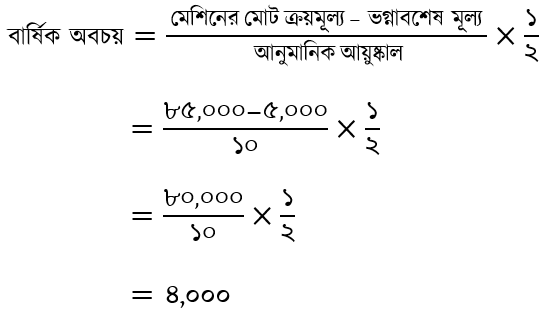 বার্ষিক অবচয় = (মেশিনের মোট ক্রয়মূল্য – ভগ্নাবশেষ মূল্য) / আনুমানিক আয়ুষ্কাল × ১/২
= (৮৫,০০০–৫,০০০) / ১০ × ১/২
= ৮০,০০০ / ১০ × ১/২
= ৪,০০০